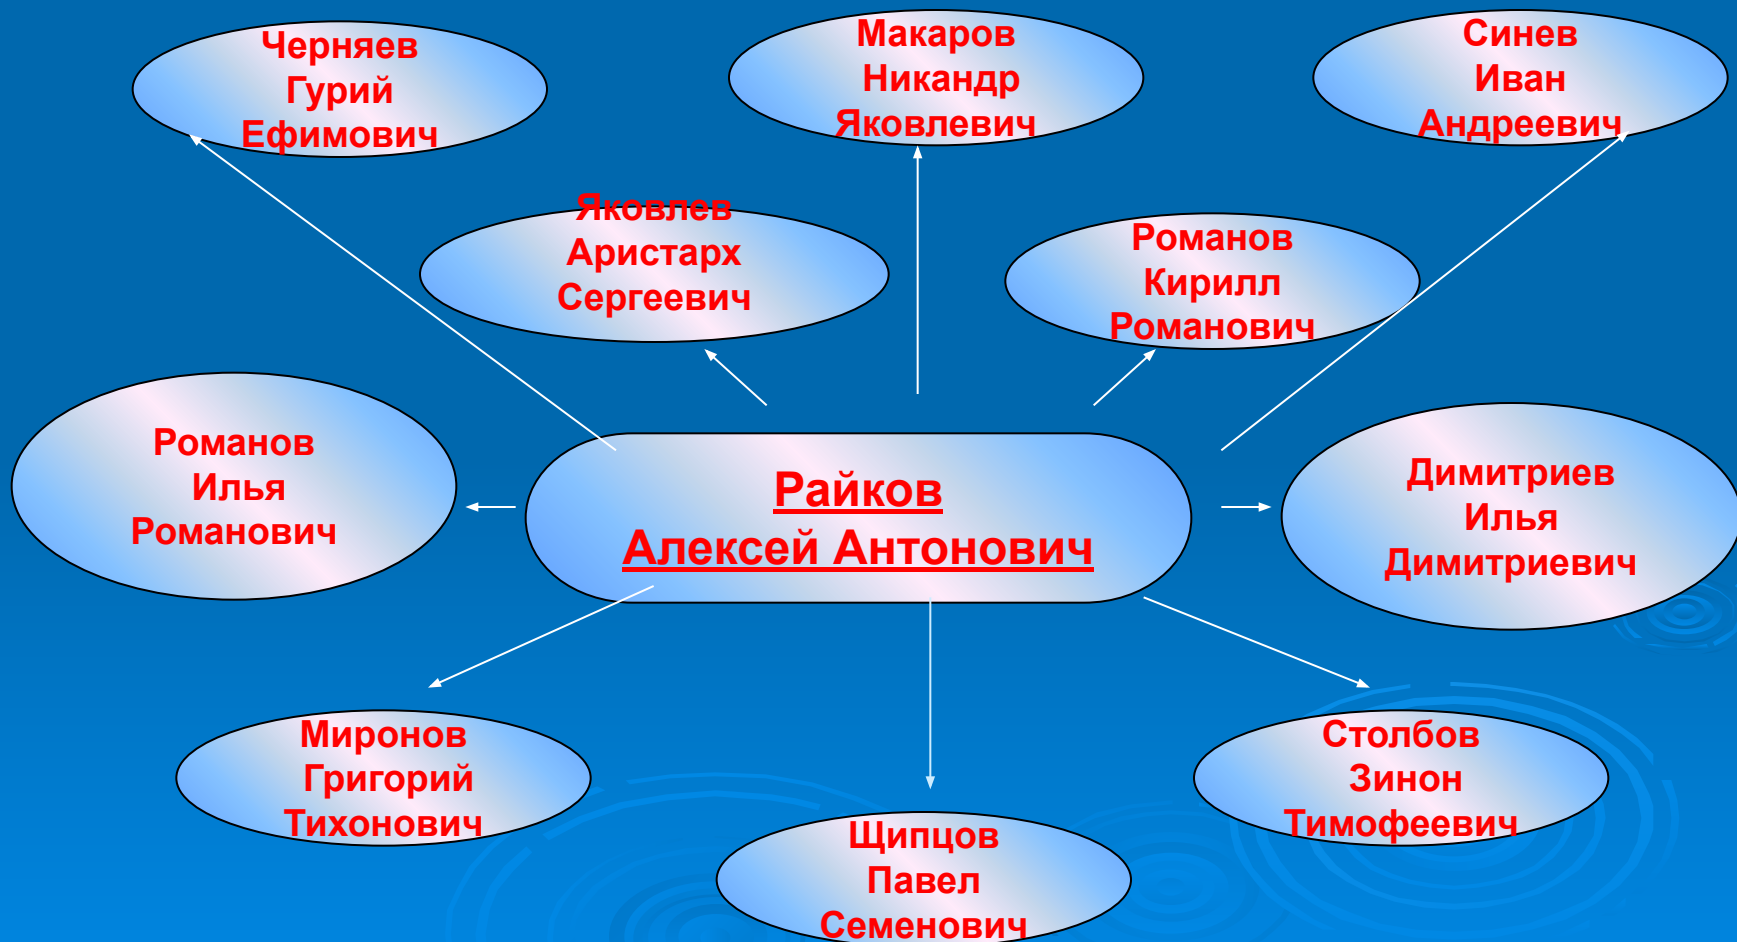 Черняев
Гурий
Ефимович
Макаров
Никандр
Яковлевич
Синев
Иван
Андреевич
Яковлев
Аристарх
Сергеевич
Романов
Кирилл
Романович
Романов
Илья
Романович
Райков
Алексей Антонович
Димитриев
Илья
Димитриевич
Миронов
Григорий
Тихонович
Щипцов
Павел
Семенович
Столбов
Зинон
Тимофеевич